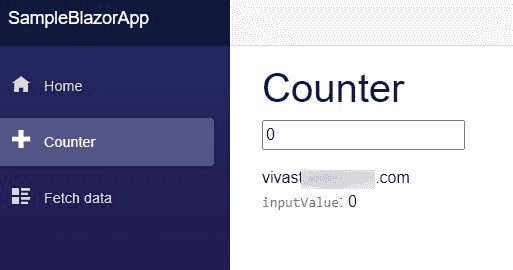 SampleBlazorApp
Home
Counter
Fetch data
Counter
0
vivast .com
inputValue: 0